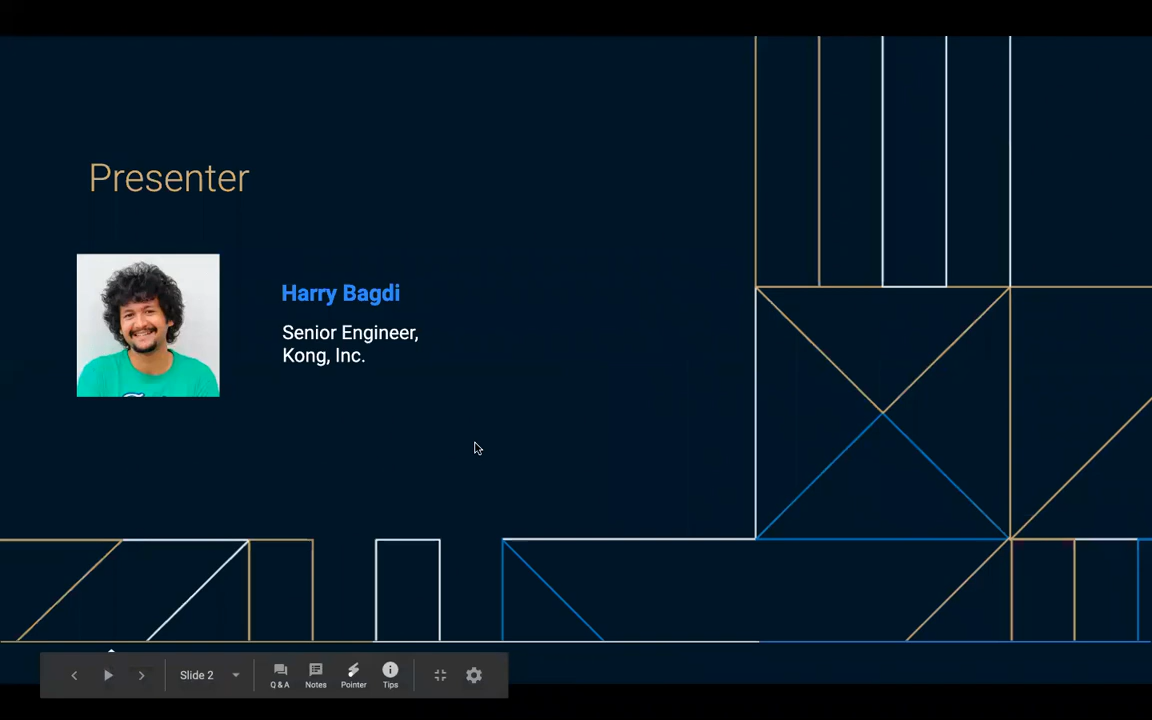 Presenter
Harry Bagdi
Senior Engineer,
Kong, Inc.
Slide 2
Q & A
Notes
Pointer
Tips